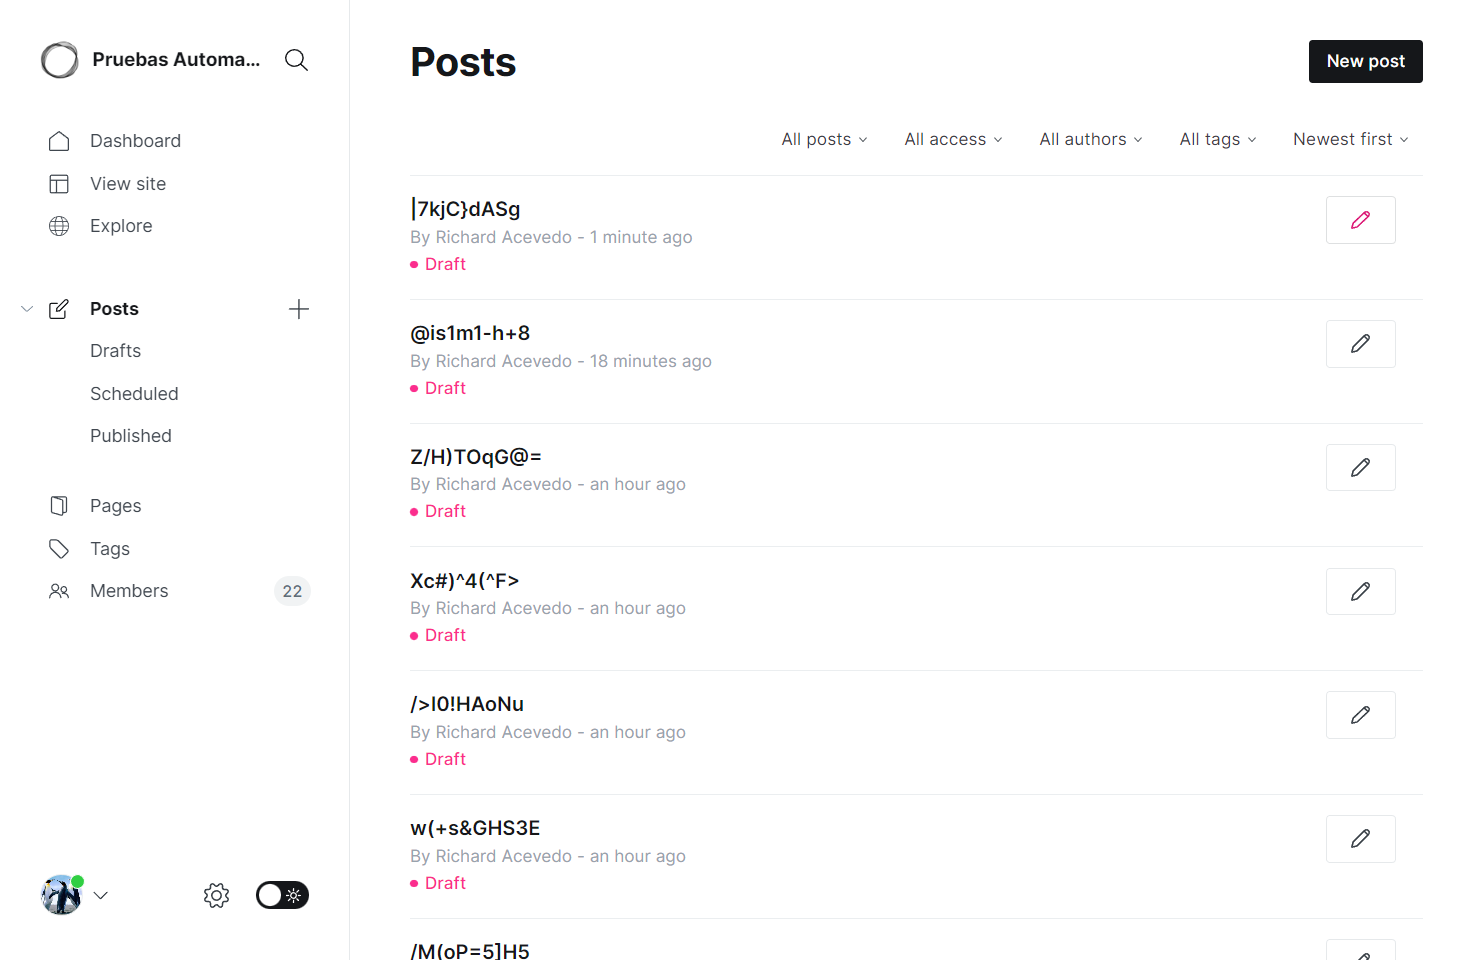 Pruebas Automa...
Dashboard
View site
Explore
Posts
Drafts
Scheduled
Published
Pages
Tags
Members 22
Posts
New post
All posts
All access
All authors
All tags
Newest first
|7kjC}dASg
By Richard Acevedo - 1 minute ago
Draft
@is1m1-h+8
By Richard Acevedo - 18 minutes ago
Draft
Z/H)TOqG@=
By Richard Acevedo - an hour ago
Draft
Xc#)^4(^F>
By Richard Acevedo - an hour ago
Draft
/>I0!HAoNu
By Richard Acevedo - an hour ago
Draft
w(+s&GHS3E
By Richard Acevedo - an hour ago
Draft
/M(oP=5]H5